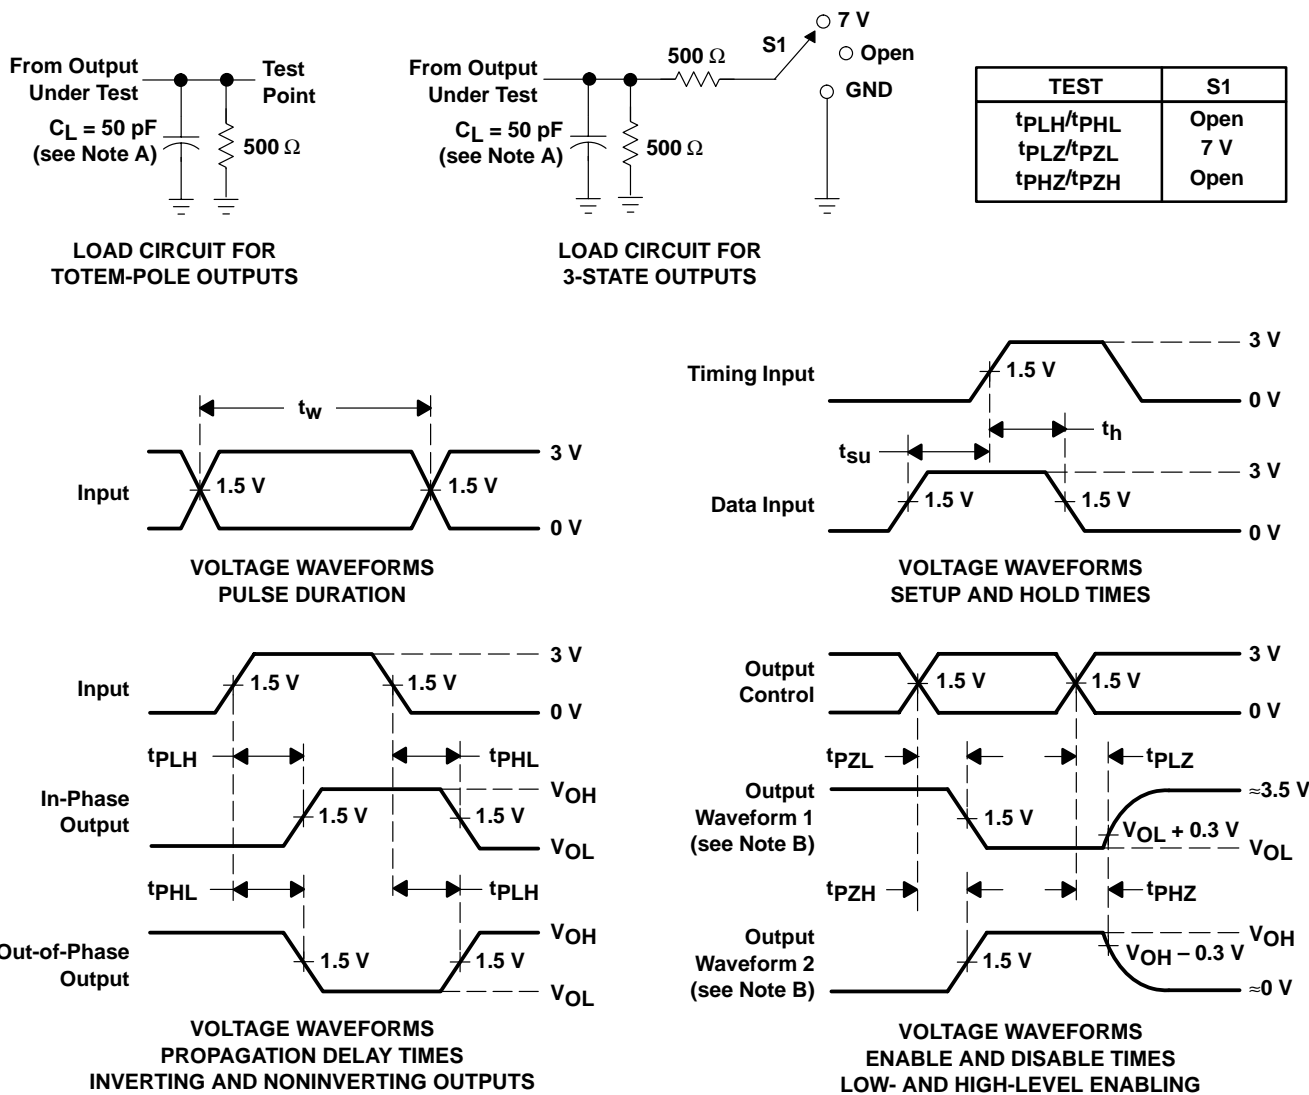 From Output
Under Test
Test
Point
CL = 50 pF
(see Note A)
500 Ω
LOAD CIRCUIT FOR
TOTEM-POLE OUTPUTS
From Output
Under Test
CL = 50 pF
(see Note A)
500 Ω
500 Ω
S1
7 V
Open
GND
LOAD CIRCUIT FOR
3-STATE OUTPUTS
TEST S1
tPLH/tPHL Open
tPLZ/tPZL 7 V
tPHZ/tPZH Open
tw
Input
1.5 V
1.5 V
3 V
0 V
VOLTAGE WAVEFORMS
PULSE DURATION
Timing Input
1.5 V
3 V
0 V
th
tsu
Data Input
1.5 V
1.5 V
3 V
0 V
VOLTAGE WAVEFORMS
SETUP AND HOLD TIMES
Input
1.5 V
1.5 V
3 V
0 V
tPLH
tPHL
In-Phase
Output
1.5 V
1.5 V
VOH
VOL
tPHL
tPLH
Out-of-Phase
Output
1.5 V
1.5 V
VOH
VOL
VOLTAGE WAVEFORMS
PROPAGATION DELAY TIMES
INVERTING AND NONINVERTING OUTPUTS
Output
Control
1.5 V
1.5 V
3 V
0 V
tPZL
tPLZ
Output
Waveform 1
(see Note B)
1.5 V
VOL + 0.3 V
≈3.5 V
VOL
tPZH
tPHZ
Output
Waveform 2
(see Note B)
1.5 V
VOH – 0.3 V
VOH
≈0 V
VOLTAGE WAVEFORMS
ENABLE AND DISABLE TIMES
LOW- AND HIGH-LEVEL ENABLING